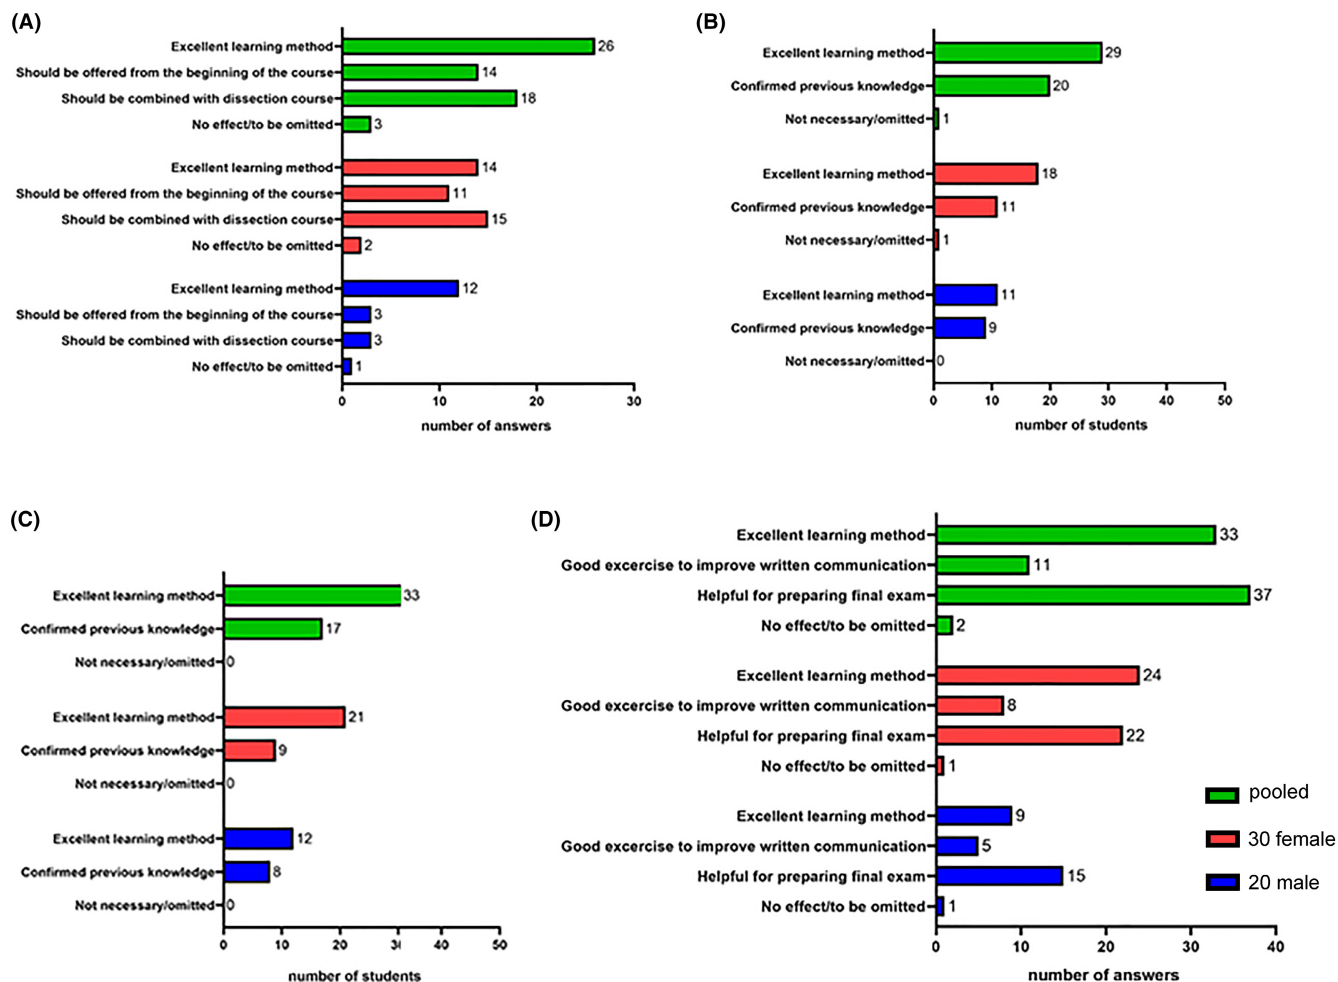 (A)
Excellent learning method 26
Should be offered from the beginning of the course 14
Should be combined with dissection course 18
No effect/to be omitted 3
Excellent learning method 14
Should be offered from the beginning of the course 11
Should be combined with dissection course 15
No effect/to be omitted 2
Excellent learning method 12
Should be offered from the beginning of the course 3
Should be combined with dissection course 3
No effect/to be omitted 1
0 10 20 30
number of answers
(B)
Excellent learning method 29
Confirmed previous knowledge 20
Not necessary/omitted 1
Excellent learning method 18
Confirmed previous knowledge 11
Not necessary/omitted 1
Excellent learning method 11
Confirmed previous knowledge 9
Not necessary/omitted 0
0 10 20 30 40 50
number of students
(C)
Excellent learning method 33
Confirmed previous knowledge 17
Not necessary/omitted 0
Excellent learning method 21
Confirmed previous knowledge 9
Not necessary/omitted 0
Excellent learning method 12
Confirmed previous knowledge 8
Not necessary/omitted 0
0 10 20 30 40 50
number of students
(D)
Excellent learning method 33
Good excercise to improve written communication 11
Helpful for preparing final exam 37
No effect/to be omitted 2
Excellent learning method 24
Good excercise to improve written communication 8
Helpful for preparing final exam 22
No effect/to be omitted 1
Excellent learning method 9
Good excercise to improve written communication 5
Helpful for preparing final exam 15
No effect/to be omitted 1
0 10 20 30 40
number of answers
pooled
30 female
20 male